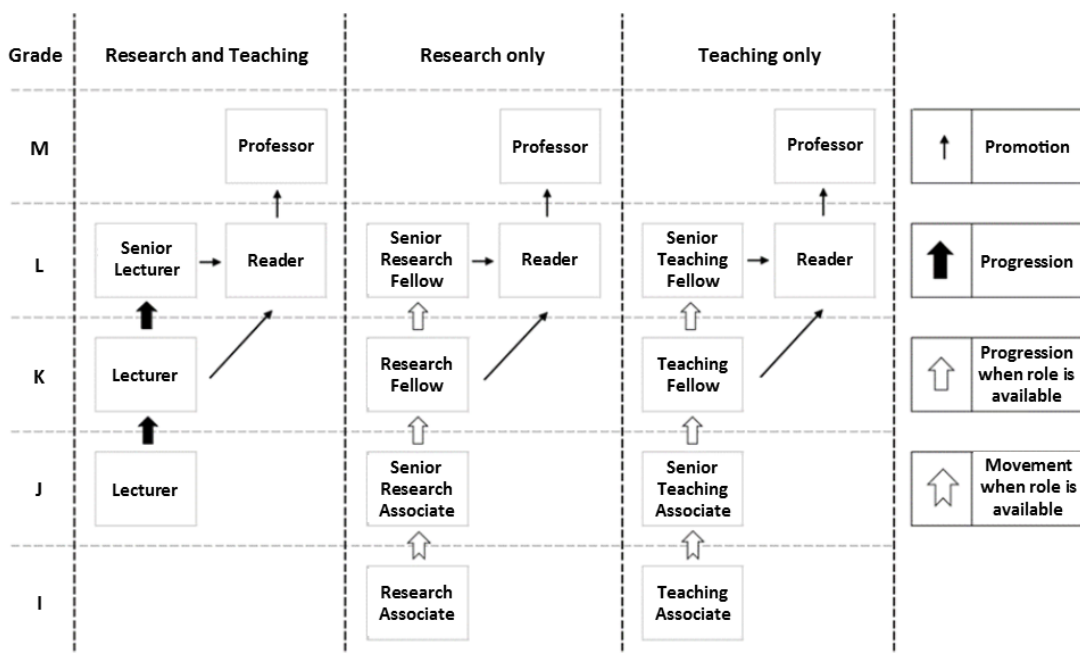 Grade
Research and Teaching
Research only
Teaching only
M
Professor
Professor
Professor
Promotion
L
Senior
Lecturer
Reader
Senior
Research
Fellow
Reader
Senior
Teaching
Fellow
Reader
Progression
K
Lecturer
Research
Fellow
Teaching
Fellow
Progression
when role is
available
J
Lecturer
Senior
Research
Associate
Senior
Teaching
Associate
Movement
when role is
available
I
Research
Associate
Teaching
Associate